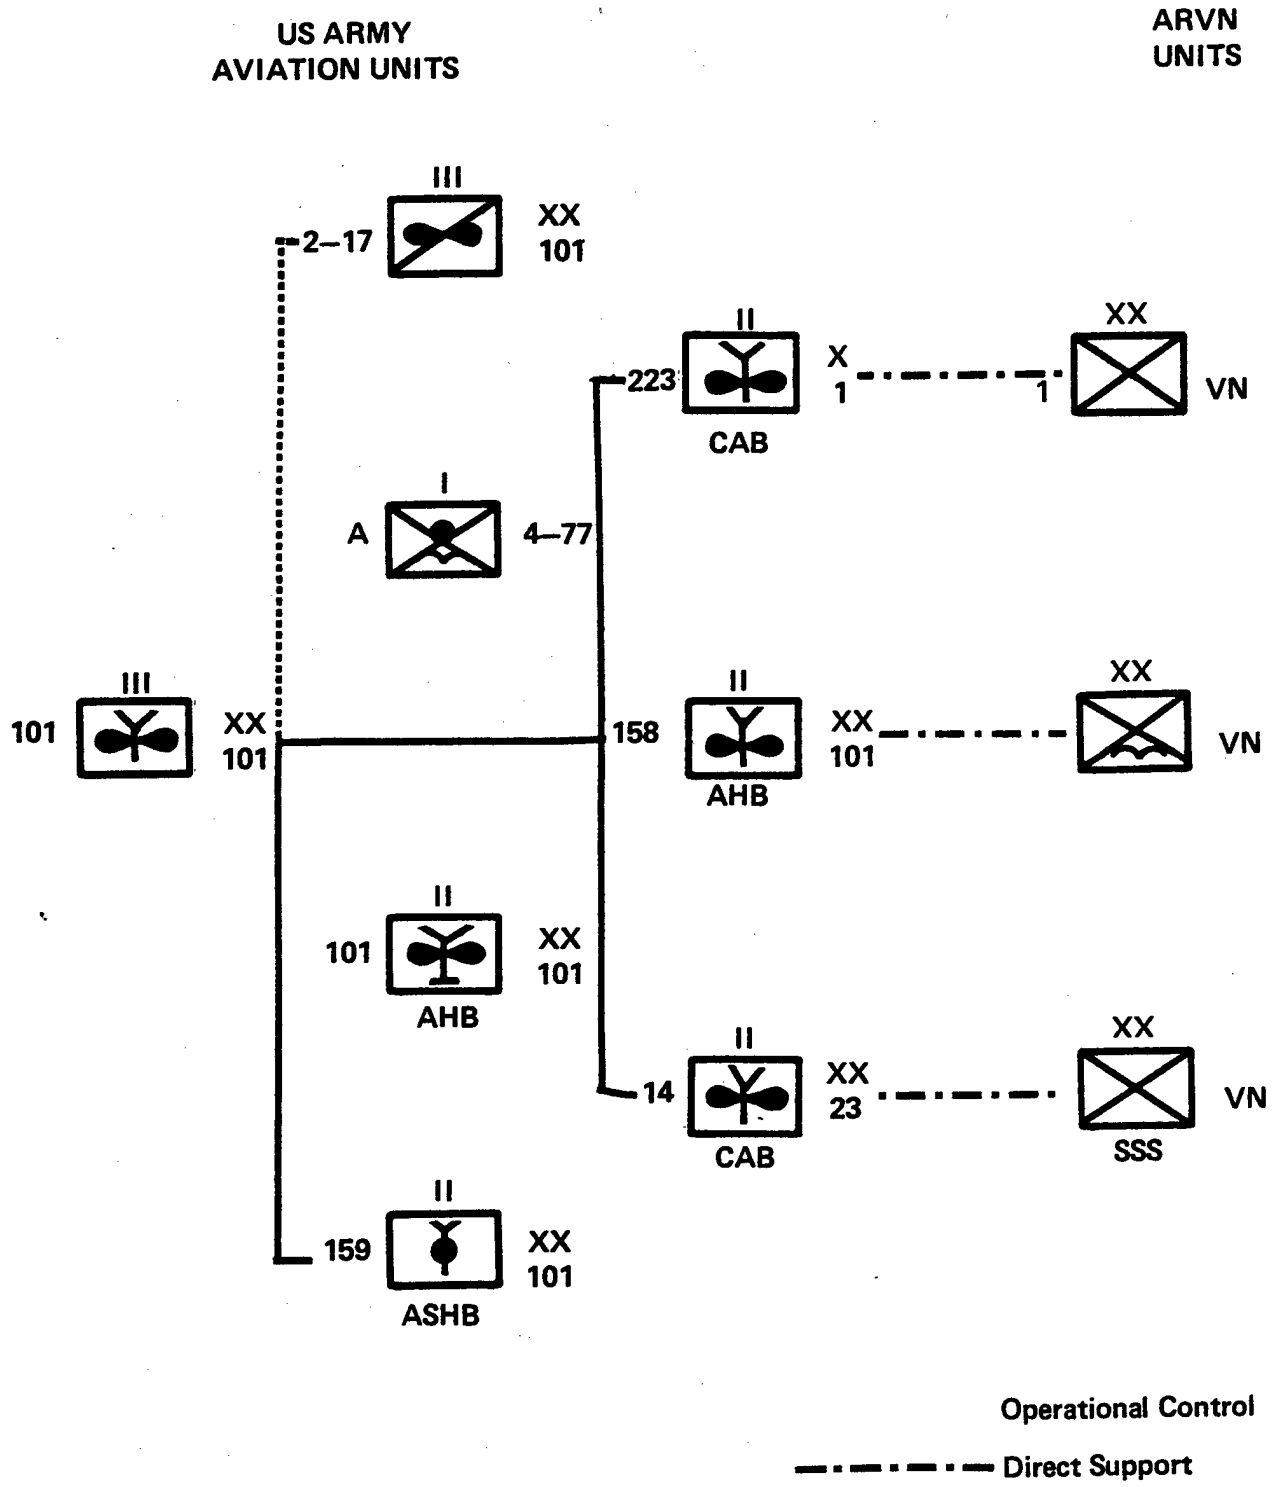 US ARMY
AVIATION UNITS
ARVN
UNITS
III
2–17
XX
101
II
223
X
1
CAB
XX
1
VN
I
A
4–77
III
101
XX
101
II
158
XX
101
AHB
XX
VN
II
101
XX
101
AHB
II
14
XX
23
CAB
XX
VN
SSS
II
159
XX
101
ASHB
Operational Control
Direct Support